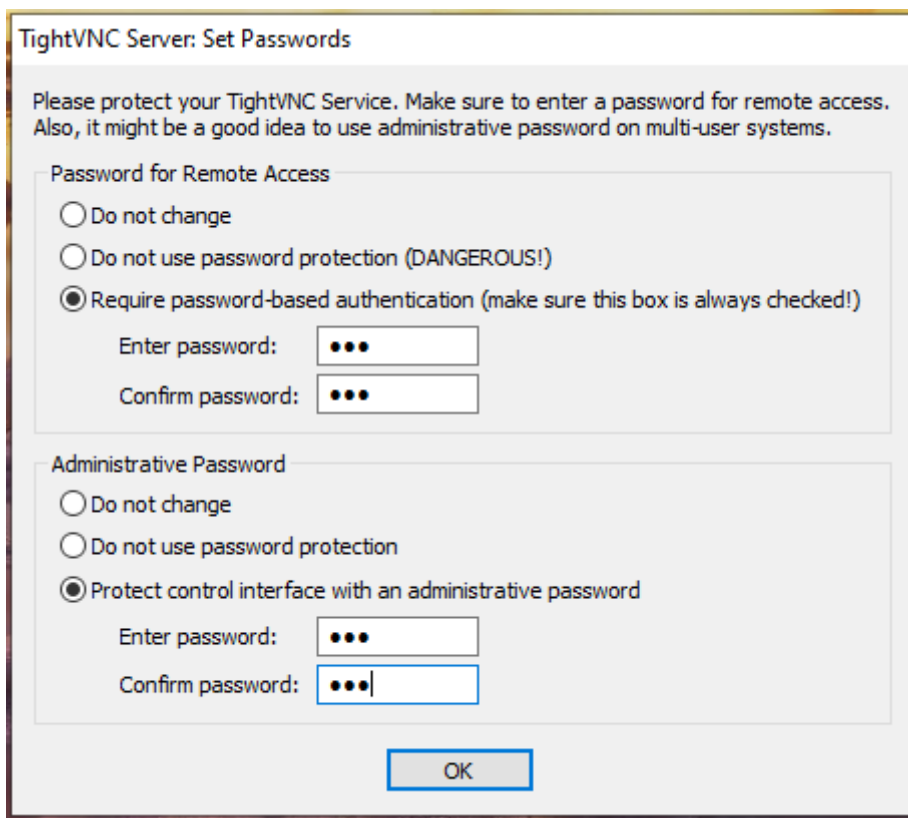 TightVNC Server: Set Passwords
Please protect your TightVNC Service. Make sure to enter a password for remote access.
Also, it might be a good idea to use administrative password on multi-user systems.
Password for Remote Access
Do not change
Do not use password protection (DANGEROUS!)
Require password-based authentication (make sure this box is always checked!)
Enter password: ●●●
Confirm password: ●●●
Administrative Password
Do not change
Do not use password protection
Protect control interface with an administrative password
Enter password: ●●●
Confirm password: ●●●
OK